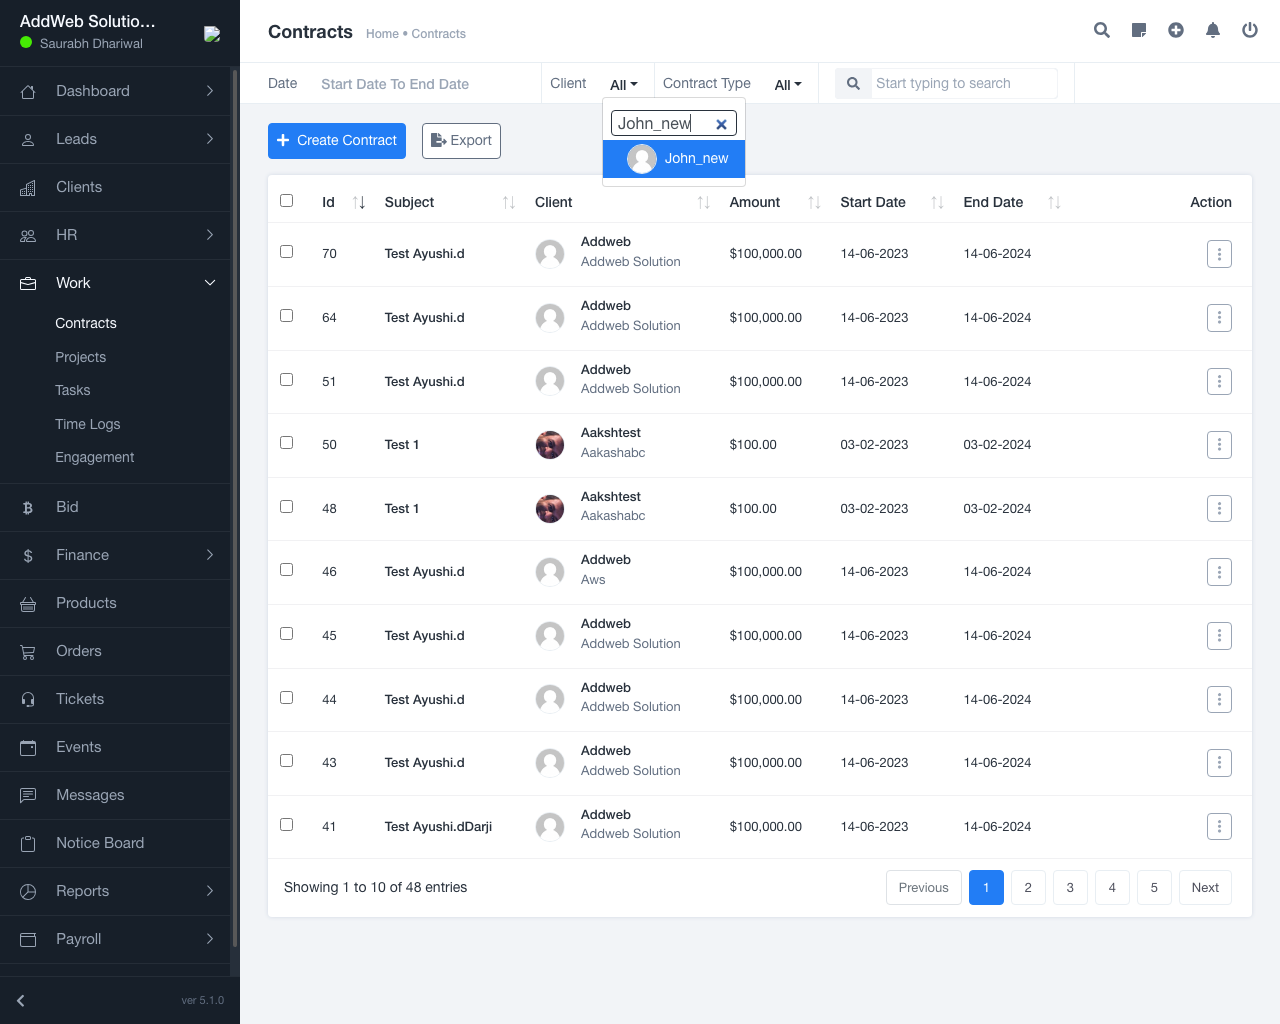 AddWeb Solutio...
Saurabh Dhariwal
Dashboard
Leads
Clients
HR
Work
Contracts
Projects
Tasks
Time Logs
Engagement
Bid
Finance
Products
Orders
Tickets
Events
Messages
Notice Board
Reports
Payroll
ver 5.1.0
Contracts Home • Contracts
Date Start Date To End Date Client All Contract Type All Start typing to search
John_new
John_new
Create Contract Export
Id Subject Client Amount Start Date End Date Action
70 Test Ayushi.d Addweb $100,000.00 14-06-2023 14-06-2024
Addweb Solution
64 Test Ayushi.d Addweb $100,000.00 14-06-2023 14-06-2024
Addweb Solution
51 Test Ayushi.d Addweb $100,000.00 14-06-2023 14-06-2024
Addweb Solution
50 Test 1 Aakshtest $100.00 03-02-2023 03-02-2024
Aakashabc
48 Test 1 Aakshtest $100.00 03-02-2023 03-02-2024
Aakashabc
46 Test Ayushi.d Addweb $100,000.00 14-06-2023 14-06-2024
Aws
45 Test Ayushi.d Addweb $100,000.00 14-06-2023 14-06-2024
Addweb Solution
44 Test Ayushi.d Addweb $100,000.00 14-06-2023 14-06-2024
Addweb Solution
43 Test Ayushi.d Addweb $100,000.00 14-06-2023 14-06-2024
Addweb Solution
41 Test Ayushi.dDarji Addweb $100,000.00 14-06-2023 14-06-2024
Addweb Solution
Showing 1 to 10 of 48 entries Previous 1 2 3 4 5 Next